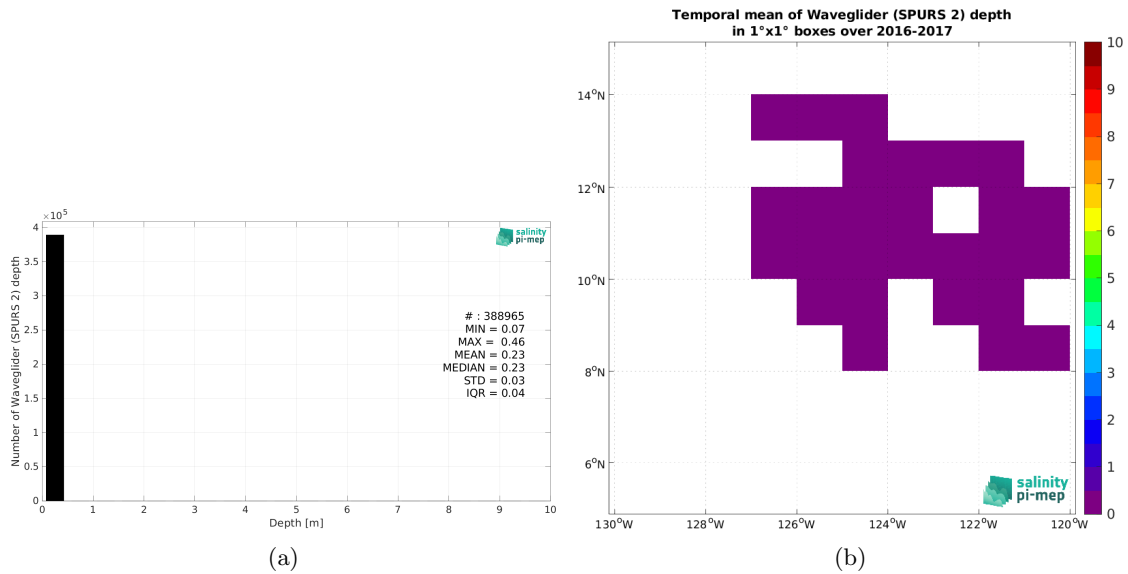 ×10⁵
4
3.5
3
2.5
2
1.5
1
0.5
0
Number of Waveglider (SPURS 2) depth
salinity
pi-mep
# : 388965
MIN = 0.07
MAX = 0.46
MEAN = 0.23
MEDIAN = 0.23
STD = 0.03
IQR = 0.04
0 1 2 3 4 5 6 7 8 9 10
Depth [m]
(a)
Temporal mean of Waveglider (SPURS 2) depth
in 1°x1° boxes over 2016-2017
14°N
12°N
10°N
8°N
6°N
130°W 128°W 126°W 124°W 122°W 120°W
salinity
pi-mep
10
9
8
7
6
5
4
3
2
1
0
(b)